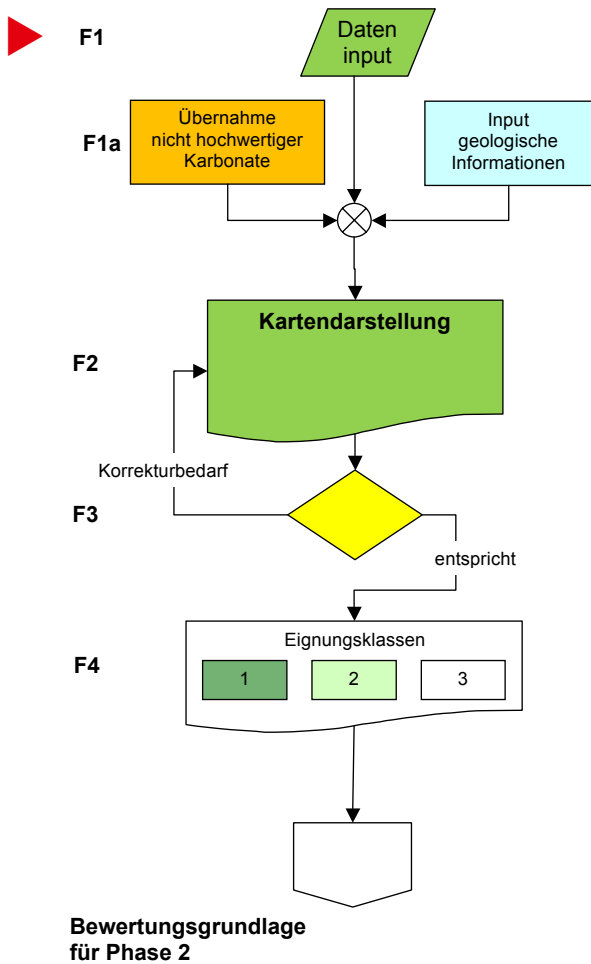 F1
Daten
input
F1a
Übernahme
nicht hochwertiger
Karbonate
Input
geologische
Informationen
Kartendarstellung
F2
Korrekturbedarf
F3
entspricht
Eignungsklassen
F4
1 2 3
Bewertungsgrundlage
für Phase 2